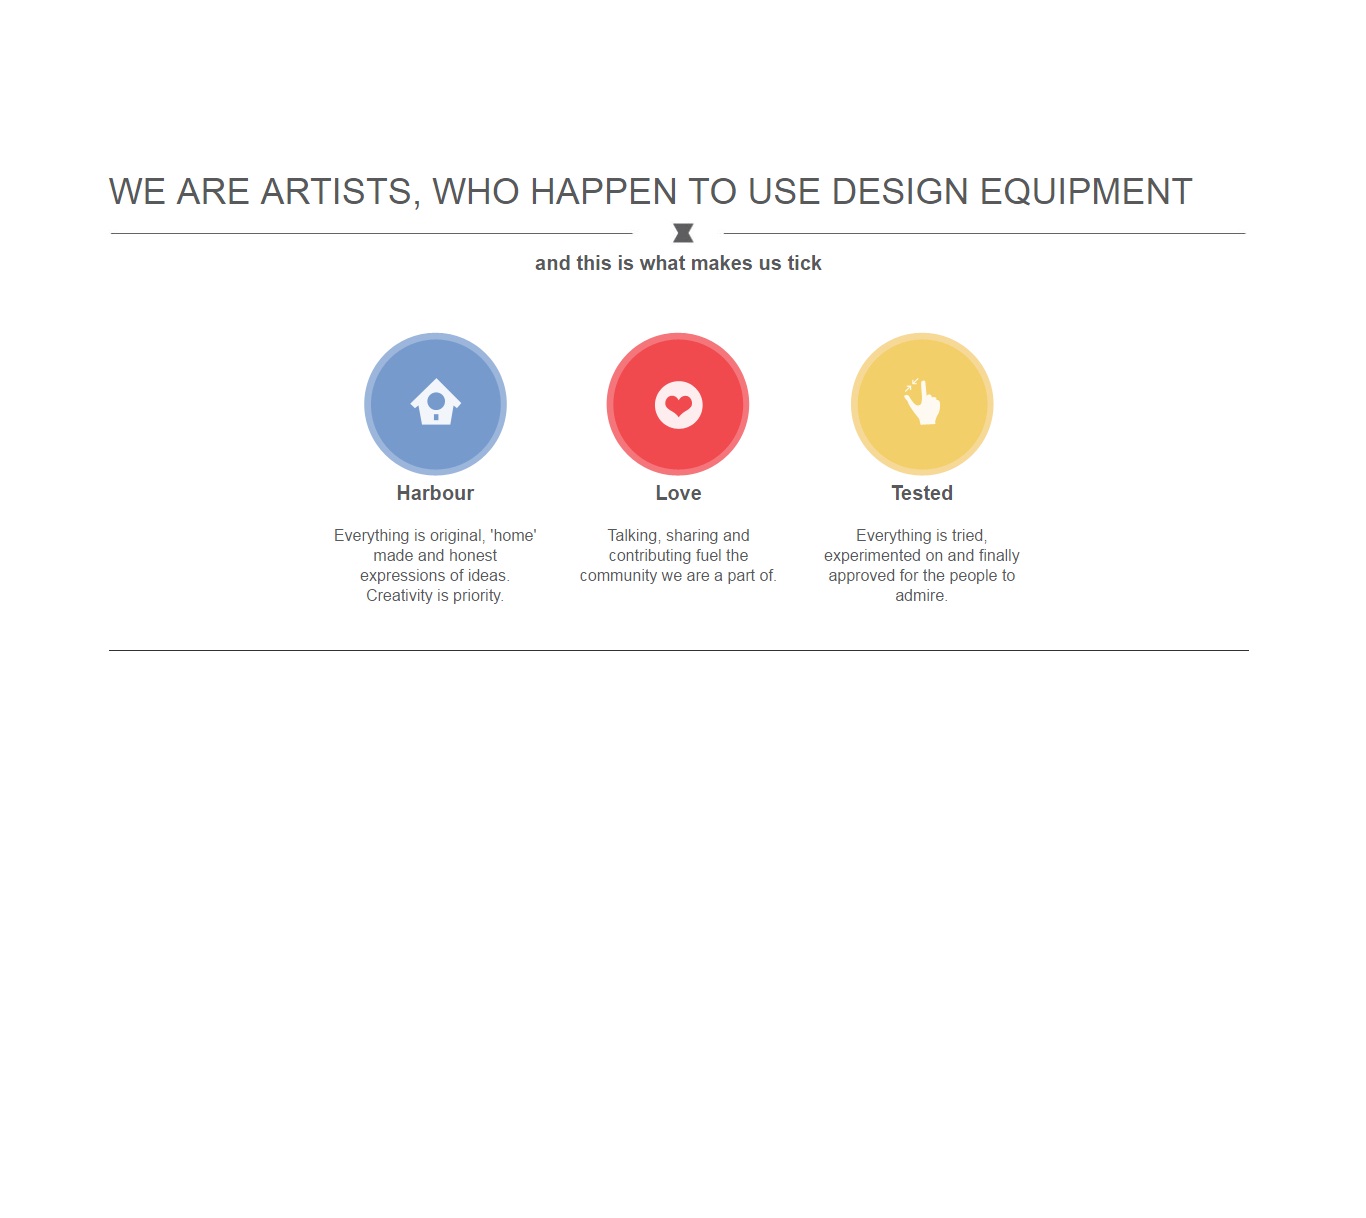 WE ARE ARTISTS, WHO HAPPEN TO USE DESIGN EQUIPMENT
and this is what makes us tick
Harbour
Everything is original, 'home'
made and honest
expressions of ideas.
Creativity is priority.
Love
Talking, sharing and
contributing fuel the
community we are a part of.
Tested
Everything is tried,
experimented on and finally
approved for the people to
admire.